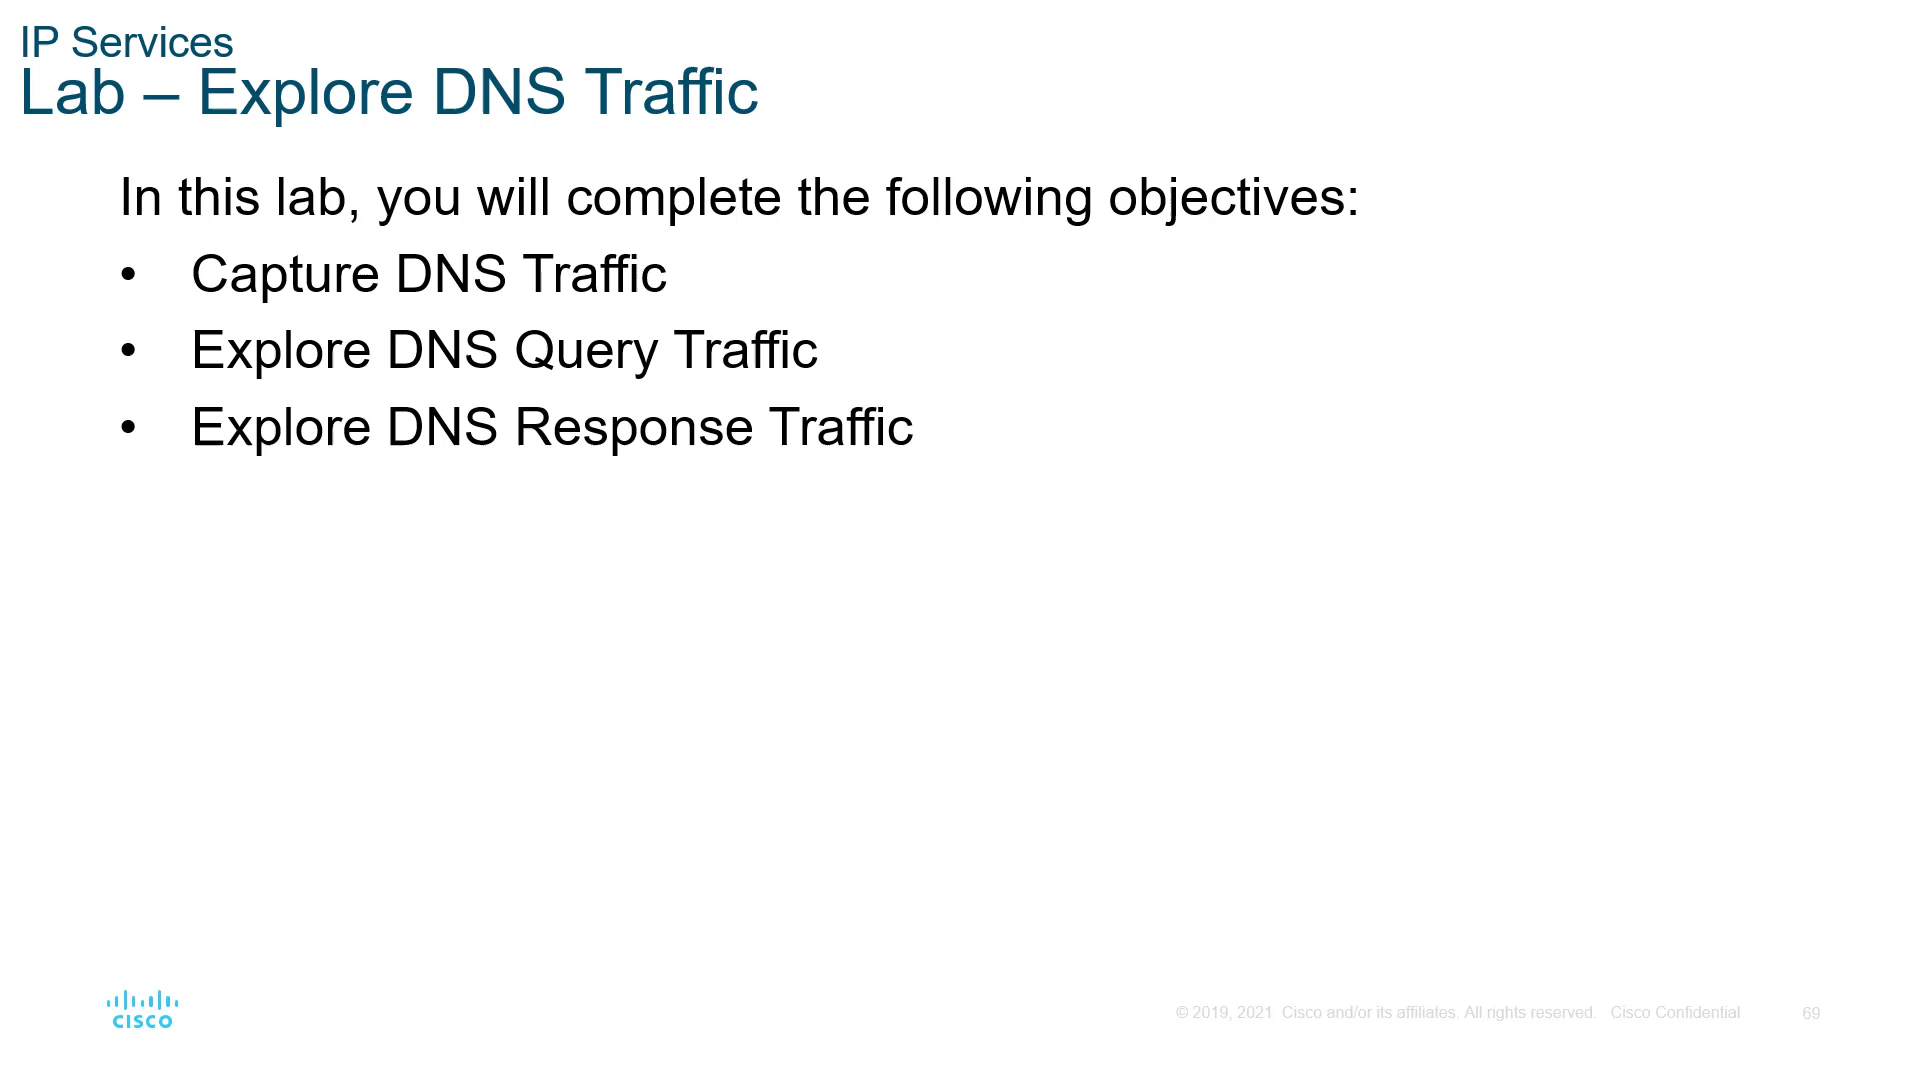 IP Services
Lab – Explore DNS Traffic
In this lab, you will complete the following objectives:
• Capture DNS Traffic
• Explore DNS Query Traffic
• Explore DNS Response Traffic
CISCO
© 2019, 2021 Cisco and/or its affiliates. All rights reserved. Cisco Confidential 69